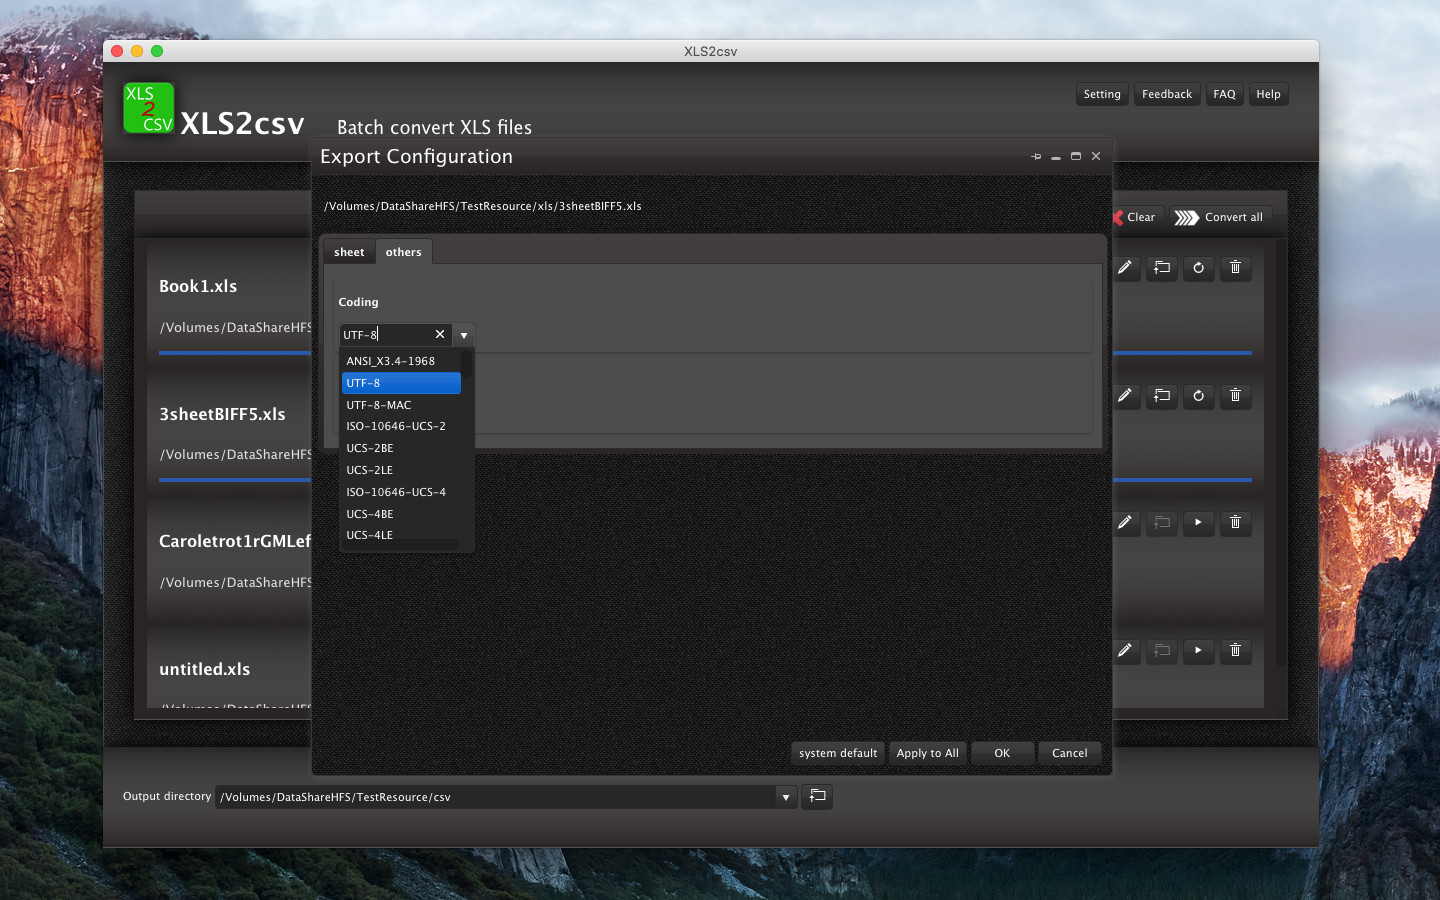 XLS2csv
XLS
2
CSV
XLS2csv
Batch convert XLS files
Setting
Feedback
FAQ
Help
Export Configuration
/Volumes/DataShareHFS/TestResource/xls/3sheetBIFF5.xls
Clear
Convert all
sheet
others
Book1.xls
/Volumes/DataShareHFS
Coding
UTF-8
ANSI_X3.4-1968
UTF-8
UTF-8-MAC
ISO-10646-UCS-2
UCS-2BE
UCS-2LE
ISO-10646-UCS-4
UCS-4BE
UCS-4LE
3sheetBIFF5.xls
/Volumes/DataShareHFS
Caroletrot1rGMLef
/Volumes/DataShareHFS
untitled.xls
/Volumes/DataShareHFS
system default
Apply to All
OK
Cancel
Output directory
/Volumes/DataShareHFS/TestResource/csv